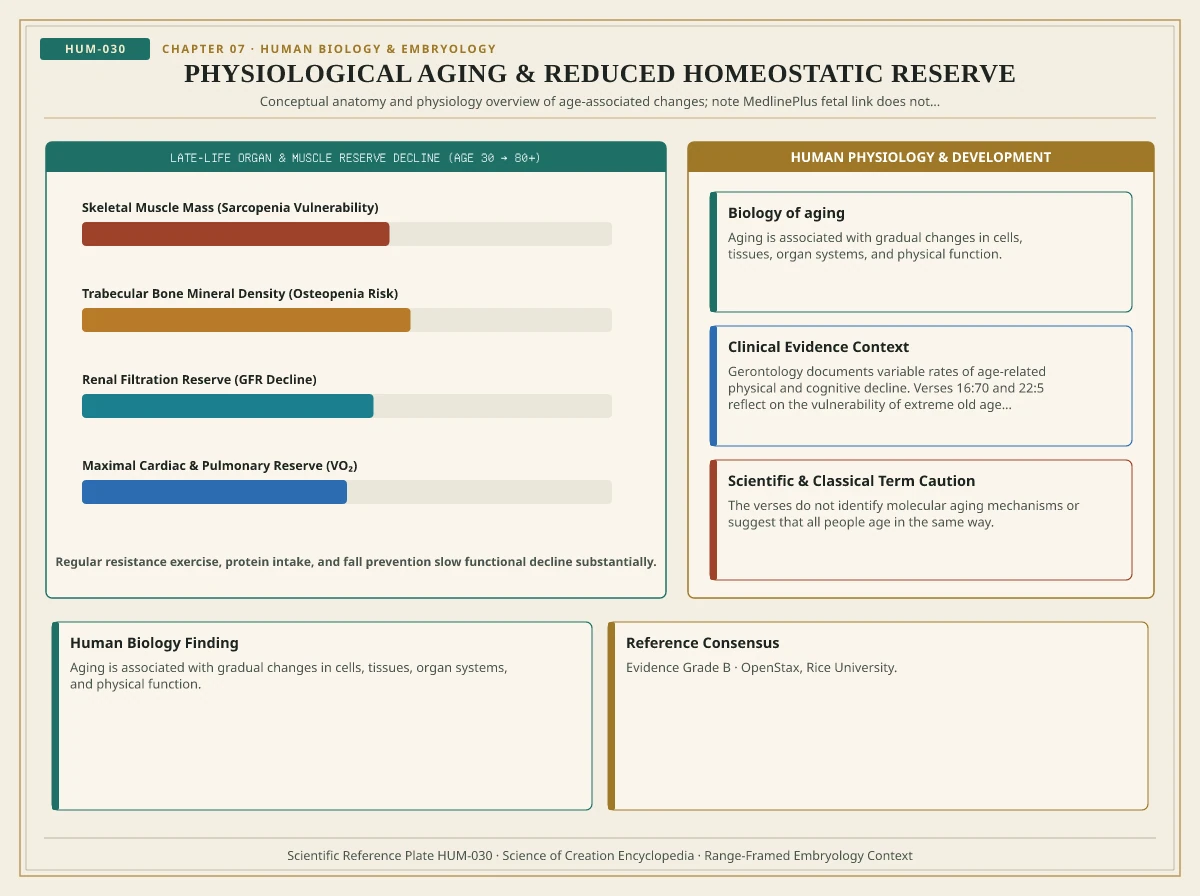 HUM-030
CHAPTER 07 · HUMAN BIOLOGY & EMBRYOLOGY
PHYSIOLOGICAL AGING & REDUCED HOMEOSTATIC RESERVE
Conceptual anatomy and physiology overview of age-associated changes; note MedlinePlus fetal link does not...
LATE-LIFE ORGAN & MUSCLE RESERVE DECLINE (AGE 30 → 80+)
Skeletal Muscle Mass (Sarcopenia Vulnerability)
Trabecular Bone Mineral Density (Osteopenia Risk)
Renal Filtration Reserve (GFR Decline)
Maximal Cardiac & Pulmonary Reserve (VO₂)
Regular resistance exercise, protein intake, and fall prevention slow functional decline substantially.
HUMAN PHYSIOLOGY & DEVELOPMENT
Biology of aging
Aging is associated with gradual changes in cells,
tissues, organ systems, and physical function.
Clinical Evidence Context
Gerontology documents variable rates of age-related
physical and cognitive decline. Verses 16:70 and 22:5
reflect on the vulnerability of extreme old age...
Scientific & Classical Term Caution
The verses do not identify molecular aging mechanisms or
suggest that all people age in the same way.
Human Biology Finding
Aging is associated with gradual changes in cells, tissues, organ systems,
and physical function.
Reference Consensus
Evidence Grade B · OpenStax, Rice University.
Scientific Reference Plate HUM-030 · Science of Creation Encyclopedia · Range-Framed Embryology Context